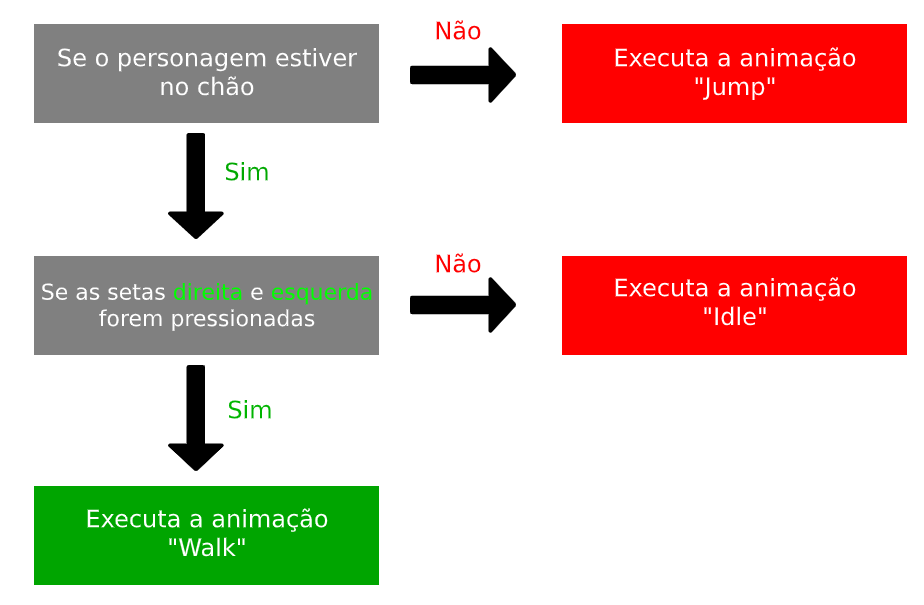 Se o personagem estiver
no chão
Não
Executa a animação
"Jump"
Sim
Se as setas direita e esquerda
forem pressionadas
Não
Executa a animação
"Idle"
Sim
Executa a animação
"Walk"